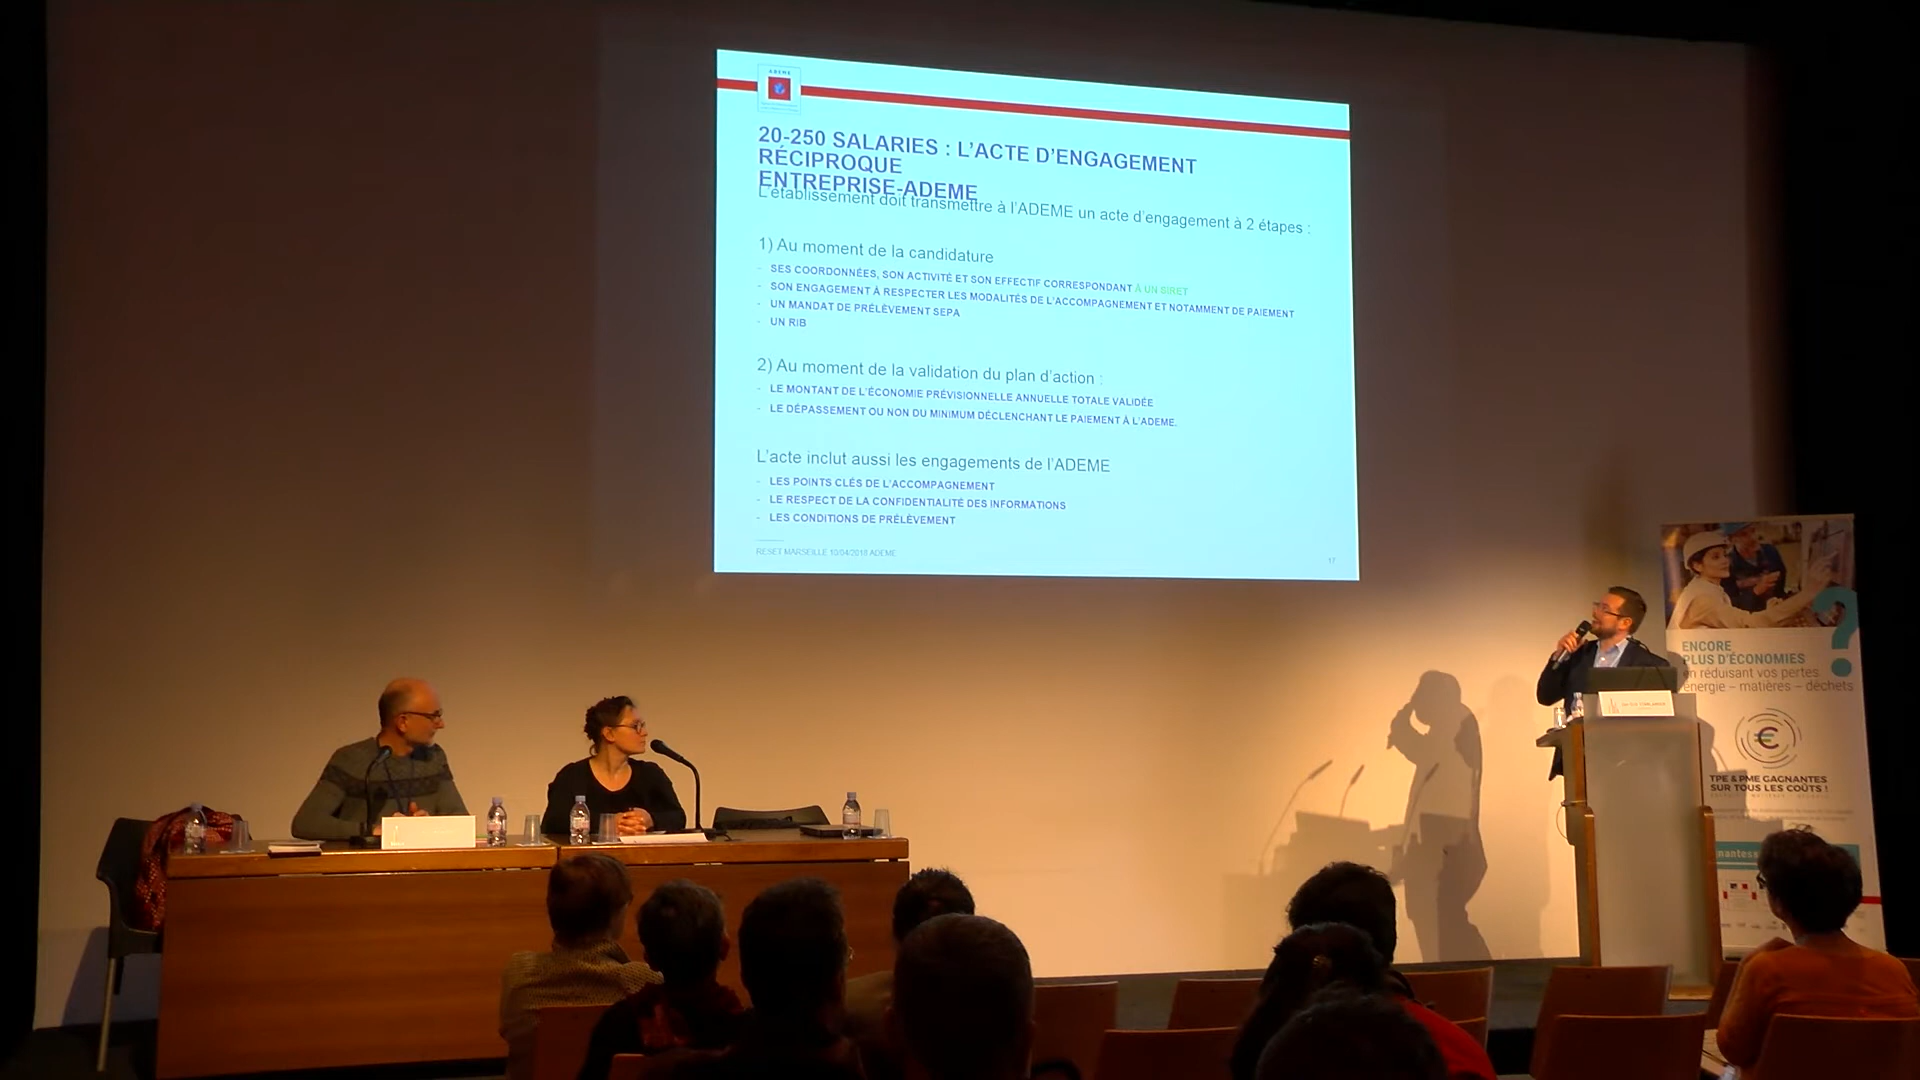 ADEME
20-250 SALARIES : L'ACTE D'ENGAGEMENT
RÉCIPROQUE
ENTREPRISE-ADEME
L'établissement doit transmettre à l'ADEME un acte d'engagement à 2 étapes :
1) Au moment de la candidature
- SES COORDONNÉES, SON ACTIVITÉ ET SON EFFECTIF CORRESPONDANT À UN SIRET
- SON ENGAGEMENT À RESPECTER LES MODALITÉS DE L'ACCOMPAGNEMENT ET NOTAMMENT DE PAIEMENT
- UN MANDAT DE PRÉLÈVEMENT SEPA
- UN RIB
2) Au moment de la validation du plan d'action :
- LE MONTANT DE L'ÉCONOMIE PRÉVISIONNELLE ANNUELLE TOTALE VALIDÉE
- LE DÉPASSEMENT OU NON DU MINIMUM DÉCLENCHANT LE PAIEMENT À L'ADEME.
L'acte inclut aussi les engagements de l'ADEME
- LES POINTS CLÉS DE L'ACCOMPAGNEMENT
- LE RESPECT DE LA CONFIDENTIALITÉ DES INFORMATIONS
- LES CONDITIONS DE PRÉLÈVEMENT
RESET MARSEILLE 10/04/2018 ADEME
17
ENCORE
PLUS D'ÉCONOMIES
?
en réduisant vos pertes
énergie – matières – déchets
€
TPE & PME GAGNANTES
SUR TOUS LES COÛTS !